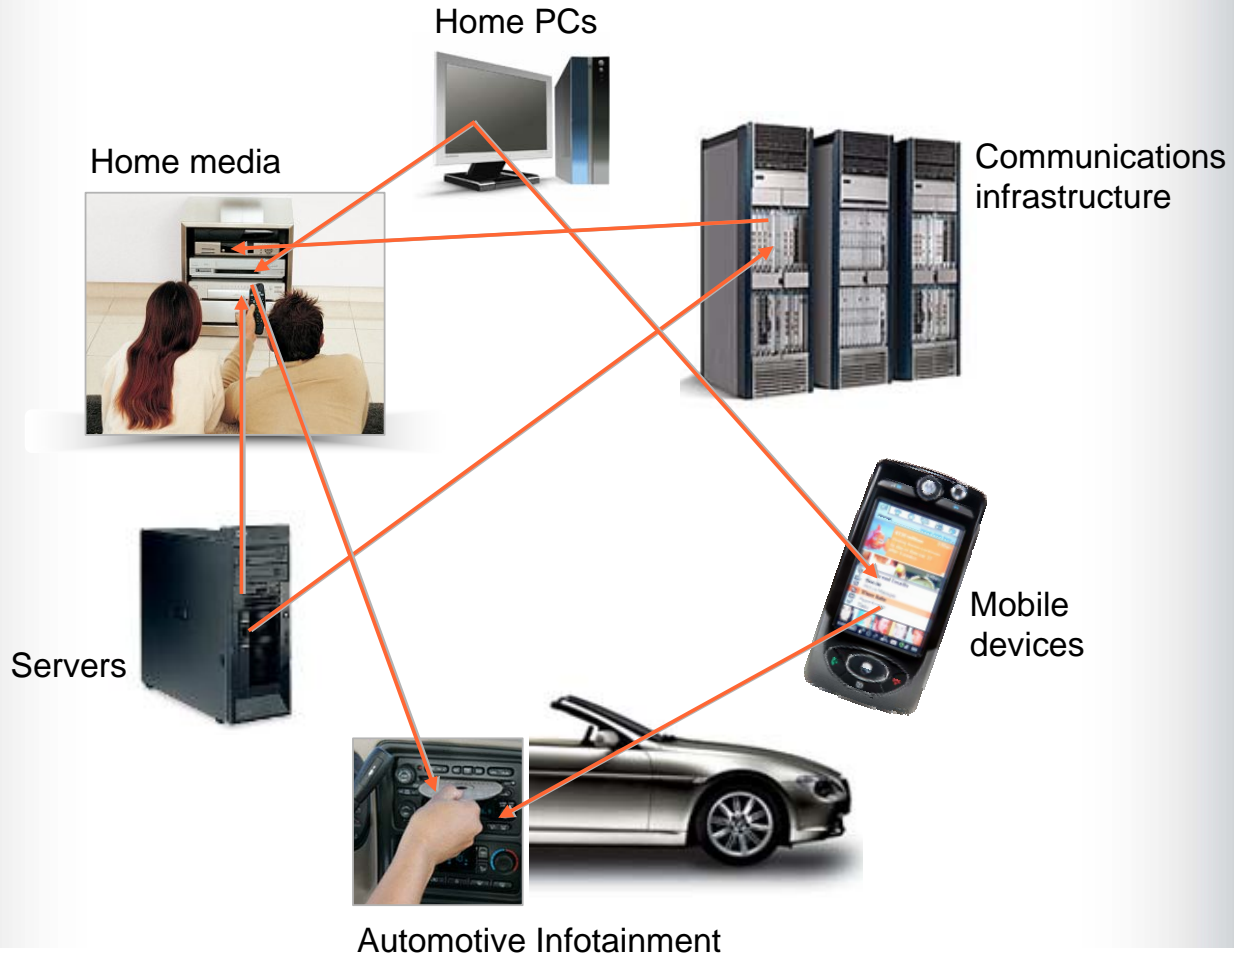 Home PCs
Home media
Communications
infrastructure
Mobile
devices
Servers
Automotive Infotainment